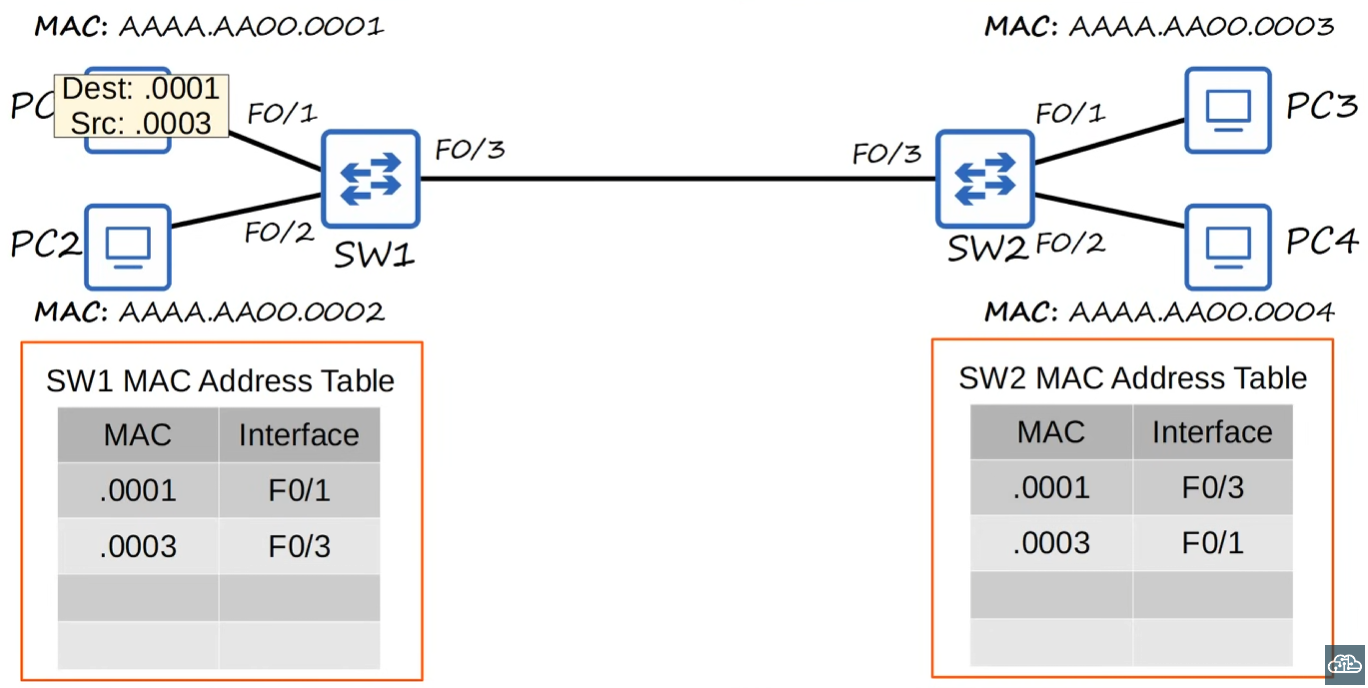 MAC: AAAA.AA00.0001
MAC: AAAA.AA00.0003
PC
Dest: .0001
Src: .0003
F0/1
F0/3
F0/3
F0/1
PC3
PC2
F0/2
SW1
SW2
F0/2
PC4
MAC: AAAA.AA00.0002
MAC: AAAA.AA00.0004
SW1 MAC Address Table
MAC Interface
.0001 F0/1
.0003 F0/3
SW2 MAC Address Table
MAC Interface
.0001 F0/3
.0003 F0/1